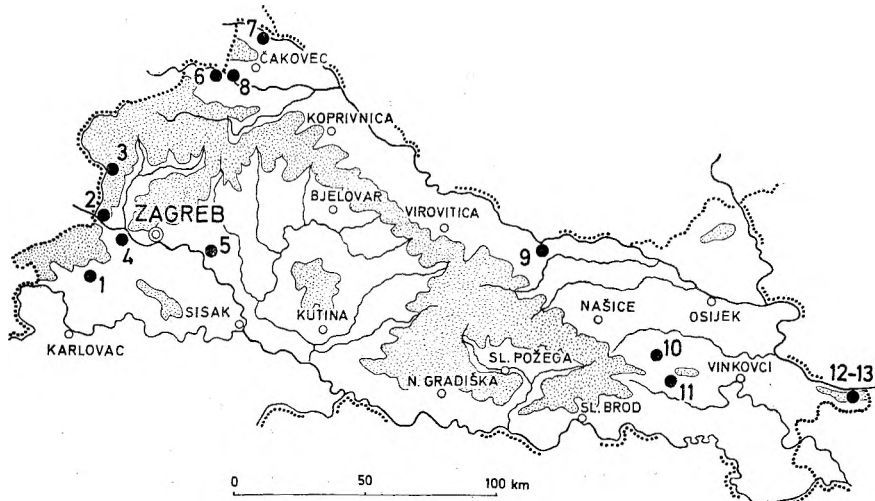 7
ČAKOVEC
6
8
KOPRIVNICA
3
BJELOVAR
2
ZAGREB
VIROVITICA
4
5
9
1
NAŠICE
OSIJEK
SISAK
KUTINA
KARLOVAC
10
SL. POŽEGA
VINKOVCI
12-13
N. GRADIŠKA
11
SL. BROD
0 50 100 km